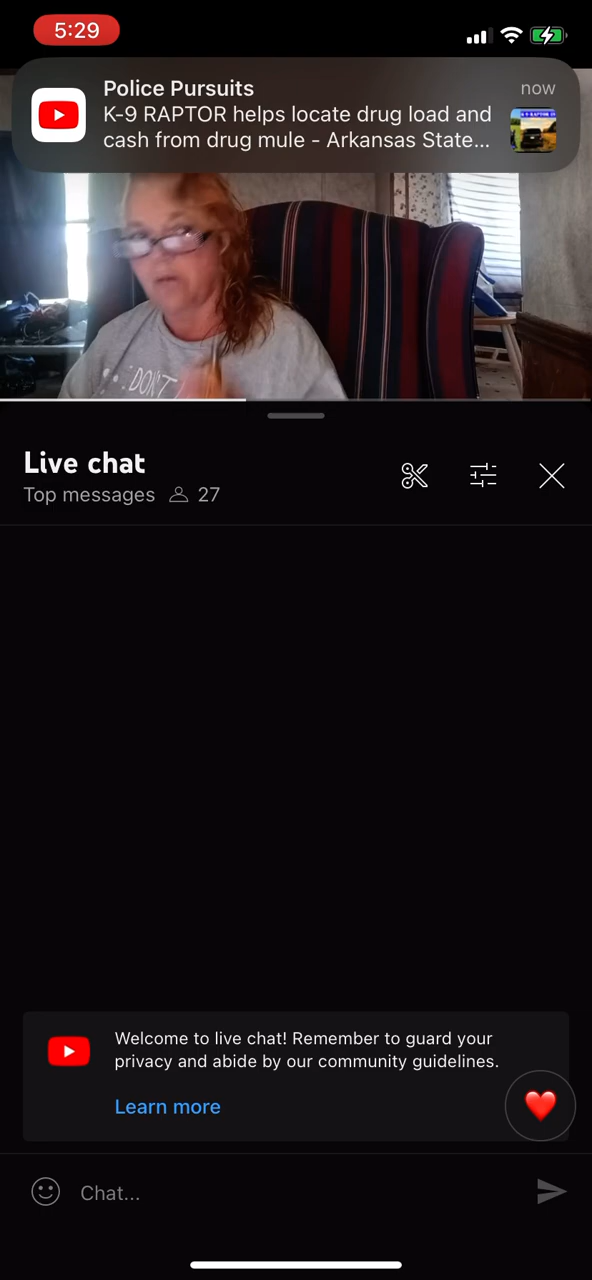 5:29
Police Pursuits
now
K-9 RAPTOR helps locate drug load and
cash from drug mule - Arkansas State...
DON'T
Live chat
Top messages 27
Welcome to live chat! Remember to guard your
privacy and abide by our community guidelines.
Learn more
Chat...